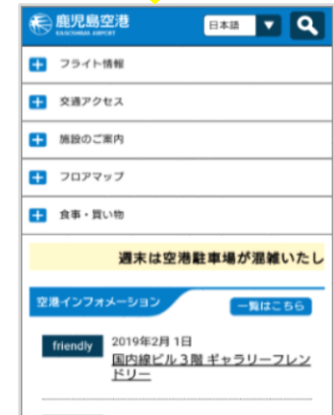 鹿児島空港
KAGOSHIMA AIRPORT
日本語
フライト情報
交通アクセス
施設のご案内
フロアマップ
食事・買い物
週末は空港駐車場が混雑いたし
空港インフォメーション
一覧はこちら
friendly
2019年2月 1日
国内線ビル３階 ギャラリーフレン
ドリー